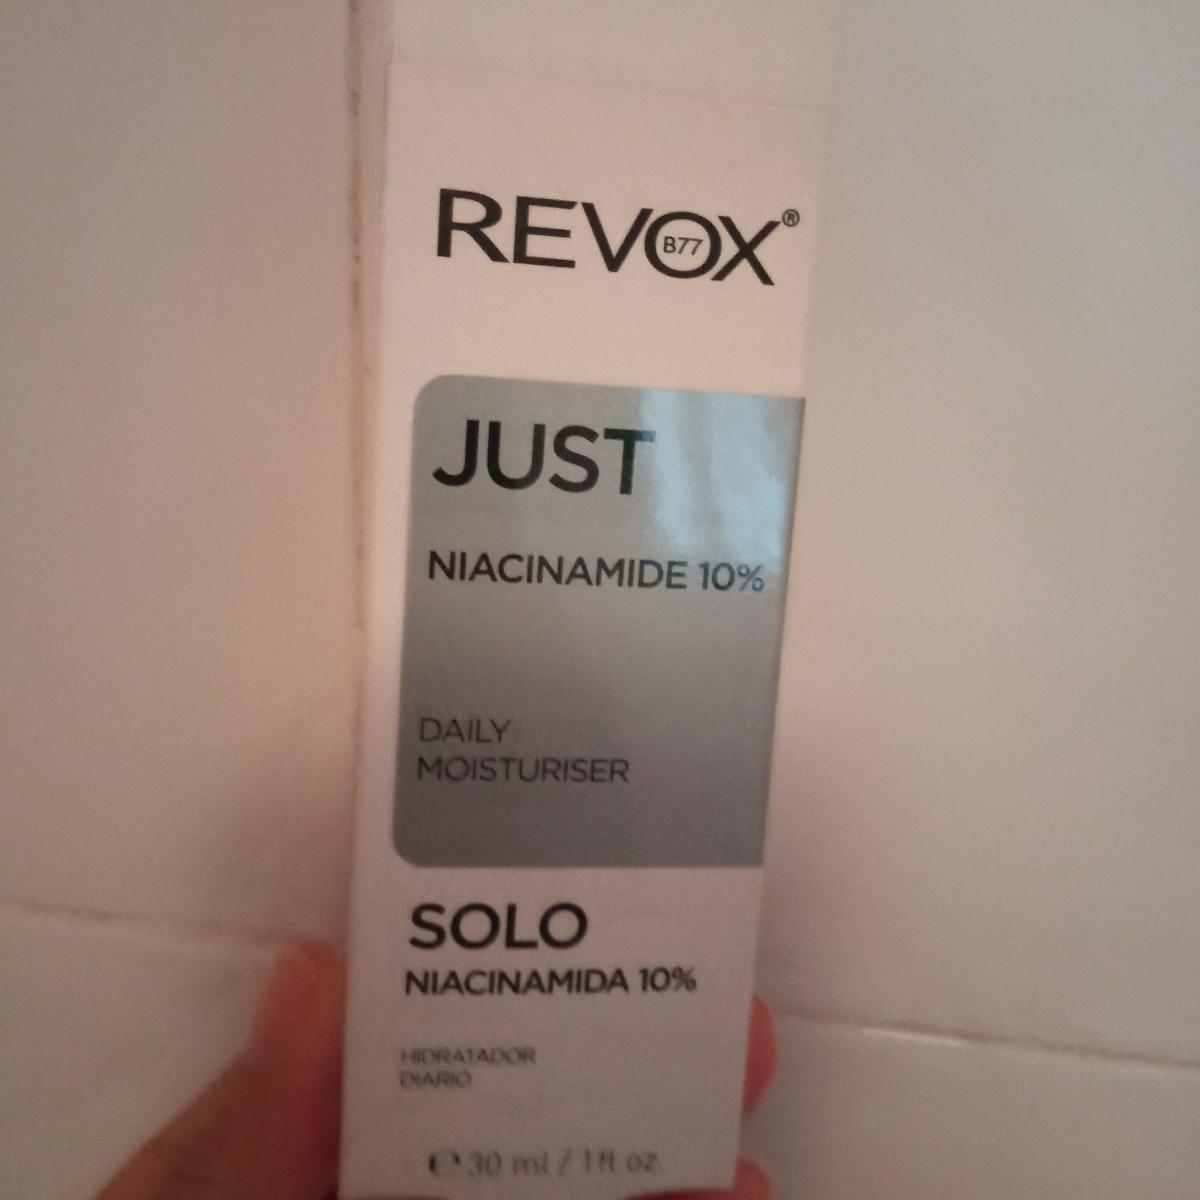 REVOX®
B77
JUST
NIACINAMIDE 10%
DAILY
MOISTURISER
SOLO
NIACINAMIDA 10%
HIDRATADOR
DIARIO
℮ 30 ml / 1 fl. oz.